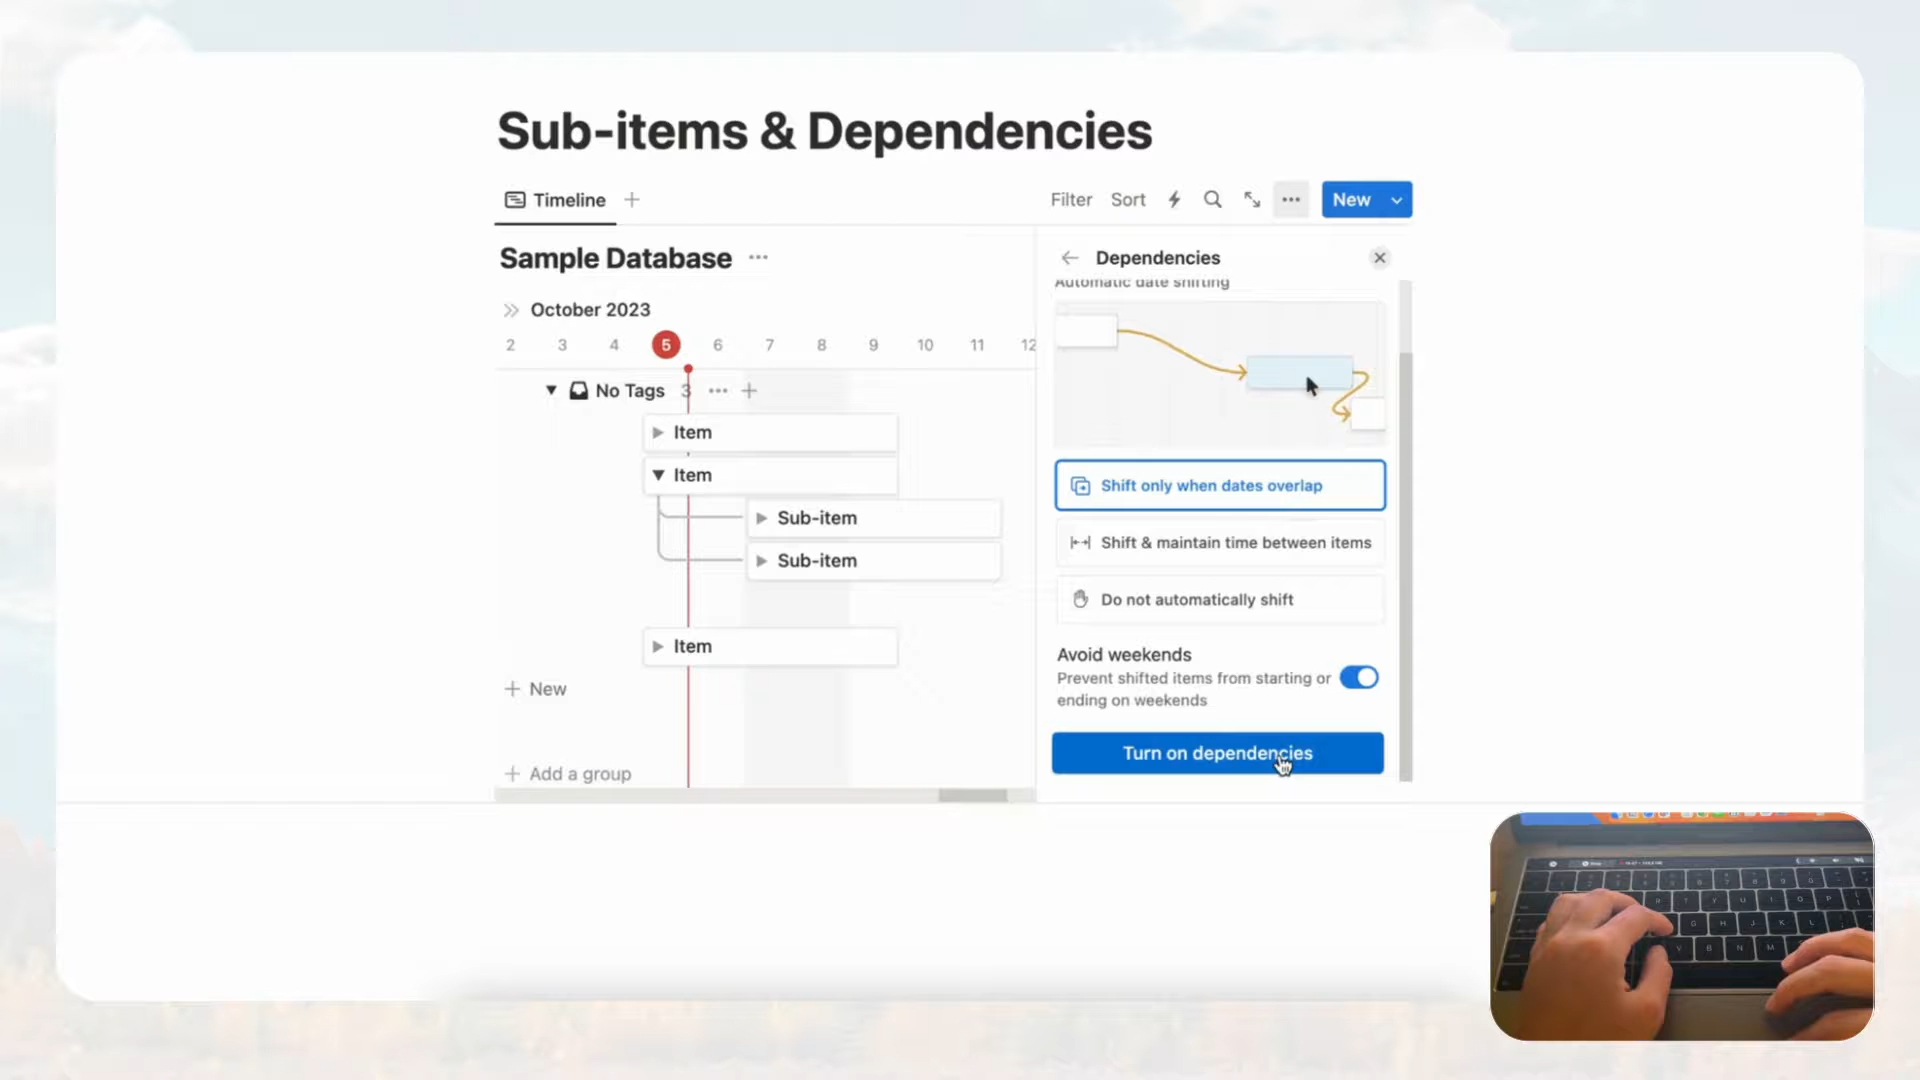 Sub-items & Dependencies
Timeline
Filter Sort New
Sample Database
Dependencies
Automatic date shifting
October 2023
2 3 4 5 6 7 8 9 10 11 12
No Tags 3
Item
Item
Sub-item
Sub-item
Item
New
Add a group
Shift only when dates overlap
Shift & maintain time between items
Do not automatically shift
Avoid weekends
Prevent shifted items from starting or
ending on weekends
Turn on dependencies